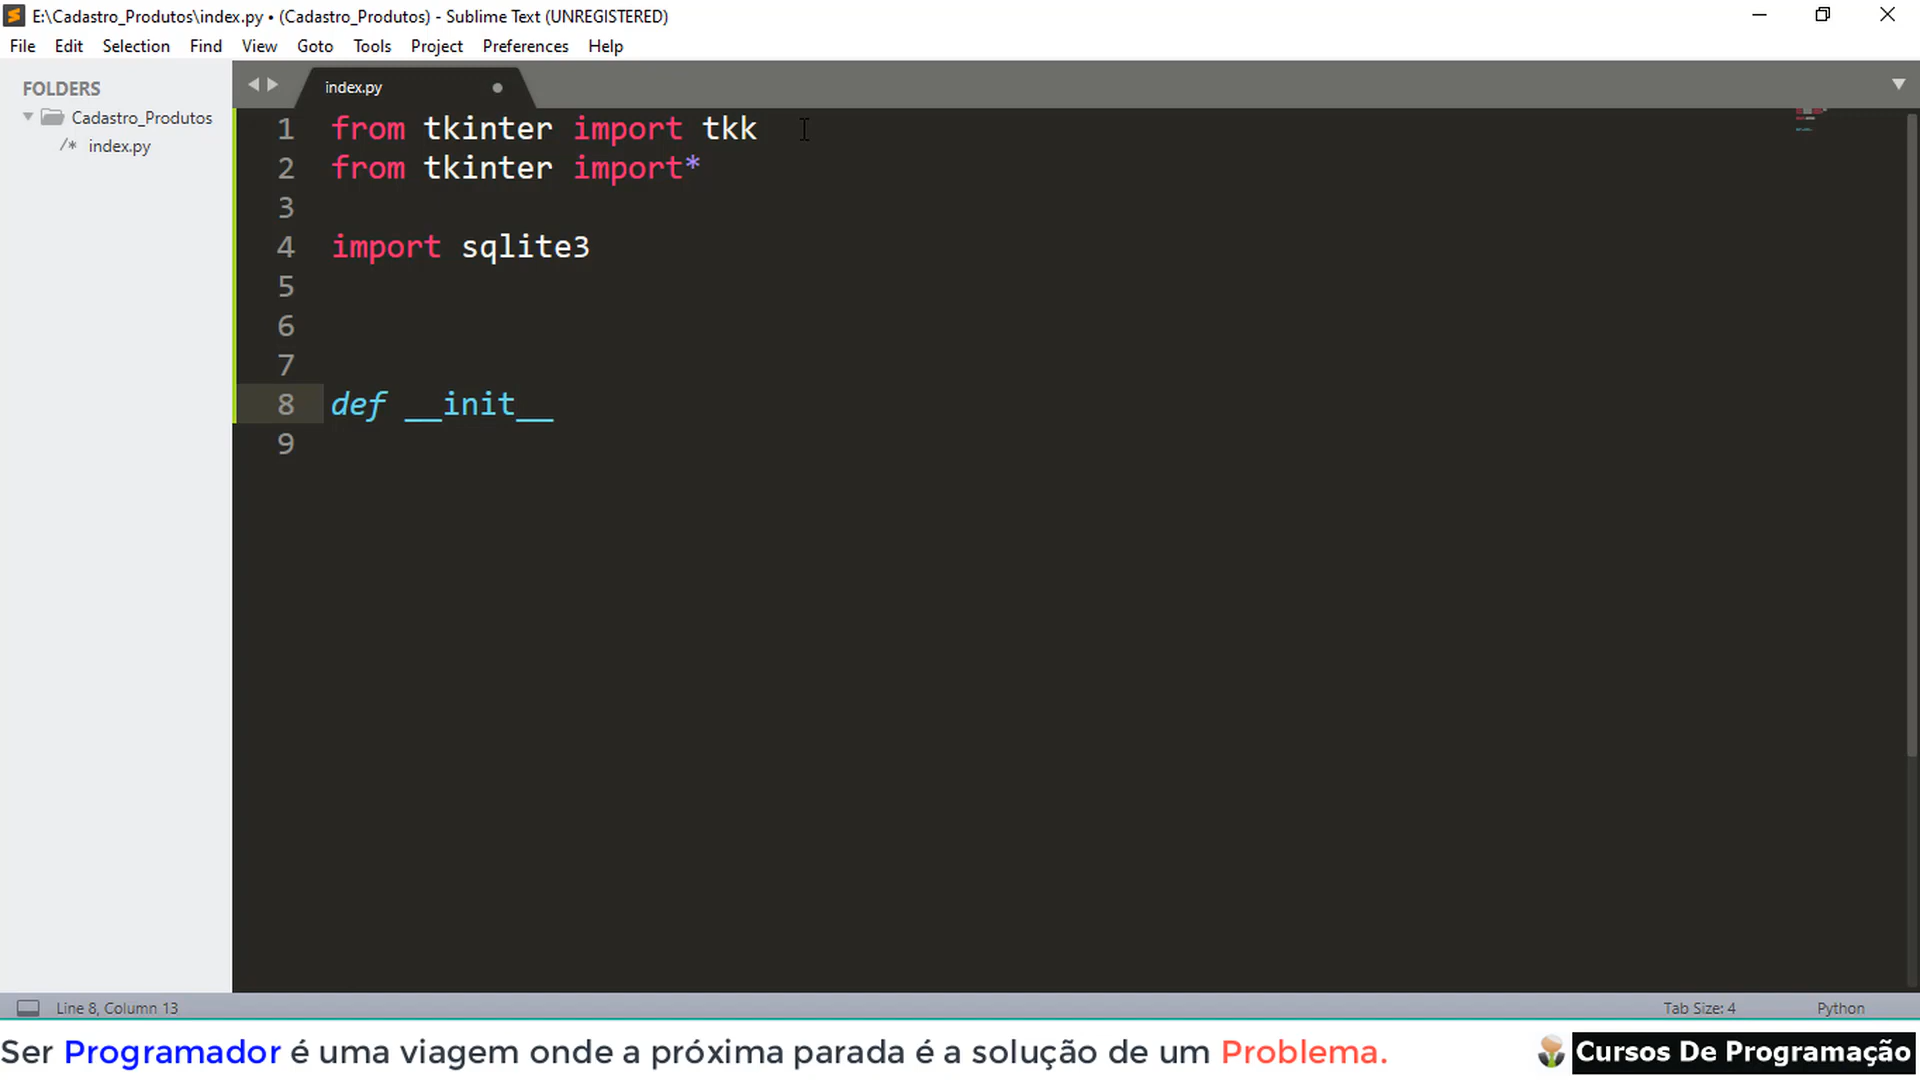 E:\Cadastro_Produtos\index.py • (Cadastro_Produtos) - Sublime Text (UNREGISTERED)
File Edit Selection Find View Goto Tools Project Preferences Help
FOLDERS
Cadastro_Produtos
/* index.py
index.py
1 from tkinter import tkk
2 from tkinter import*
3
4 import sqlite3
5
6
7
8 def __init__
9
Line 8, Column 13
Tab Size: 4
Python
Ser Programador é uma viagem onde a próxima parada é a solução de um Problema.
Cursos De Programação